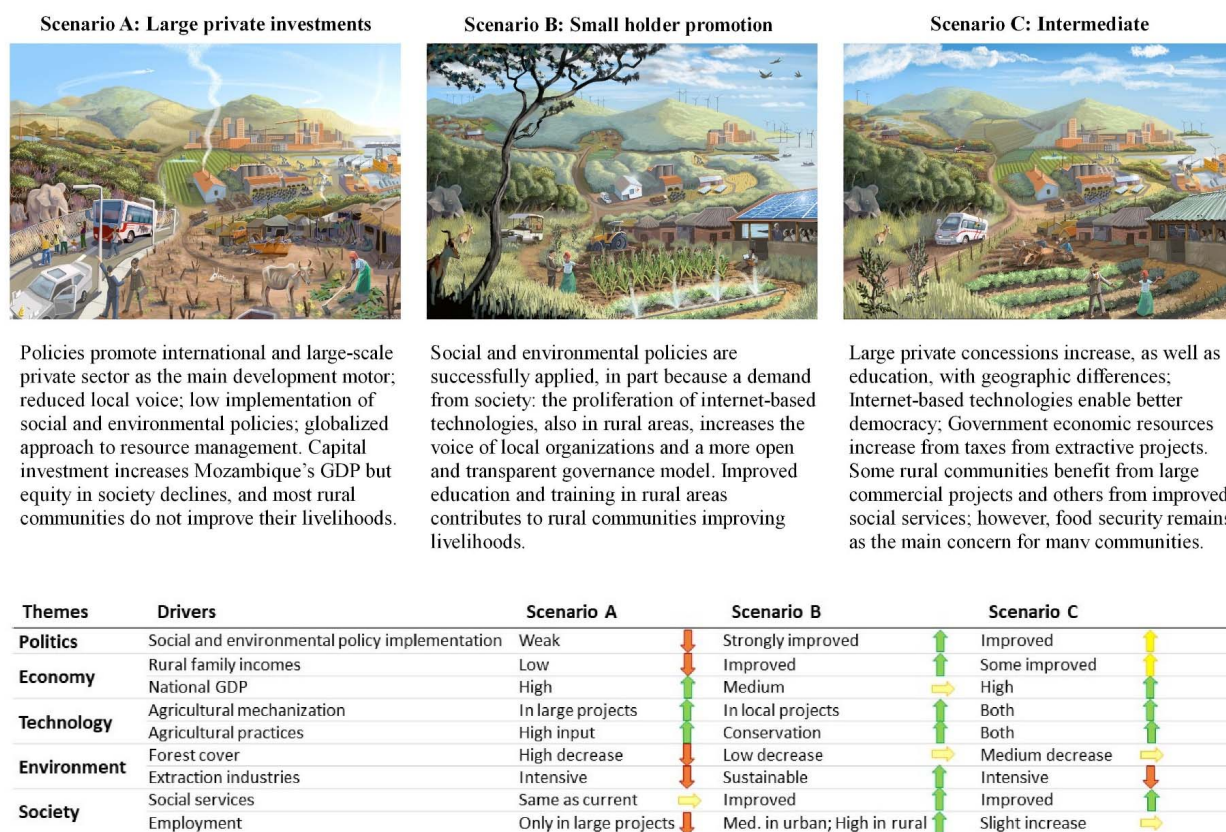 Scenario A: Large private investments
Scenario B: Small holder promotion
Scenario C: Intermediate
Policies promote international and large-scale
private sector as the main development motor;
reduced local voice; low implementation of
social and environmental policies; globalized
approach to resource management. Capital
investment increases Mozambique's GDP but
equity in society declines, and most rural
communities do not improve their livelihoods.
Social and environmental policies are
successfully applied, in part because a demand
from society: the proliferation of internet-based
technologies, also in rural areas, increases the
voice of local organizations and a more open
and transparent governance model. Improved
education and training in rural areas
contributes to rural communities improving
livelihoods.
Large private concessions increase, as well as
education, with geographic differences;
Internet-based technologies enable better
democracy; Government economic resources
increase from taxes from extractive projects.
Some rural communities benefit from large
commercial projects and others from improved
social services; however, food security remains
as the main concern for many communities.
Themes Drivers Scenario A Scenario B Scenario C
Politics Social and environmental policy implementation Weak Strongly improved Improved
Economy Rural family incomes Low Improved Some improved
National GDP High Medium High
Technology Agricultural mechanization In large projects In local projects Both
Agricultural practices High input Conservation Both
Environment Forest cover High decrease Low decrease Medium decrease
Extraction industries Intensive Sustainable Intensive
Society Social services Same as current Improved Improved
Employment Only in large projects Med. in urban; High in rural Slight increase